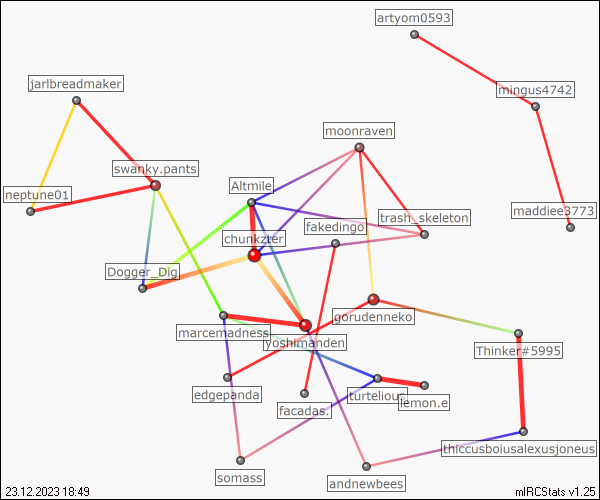 artyom0593
jarlbreadmaker
mingus4742
moonraven
swanky.pants
neptune01
Altmile
maddiee3773
trash_skeleton
fakedingo
chunkzter
Dogger_Dig
gorudenneko
marcemadness
yoshimanden
Thinker#5995
edgepanda
turtelious
lemon.e
facadas.
thiccusboiusalexusjoneus
somass
andnewbees
23.12.2023 18:49
mIRCStats v1.25